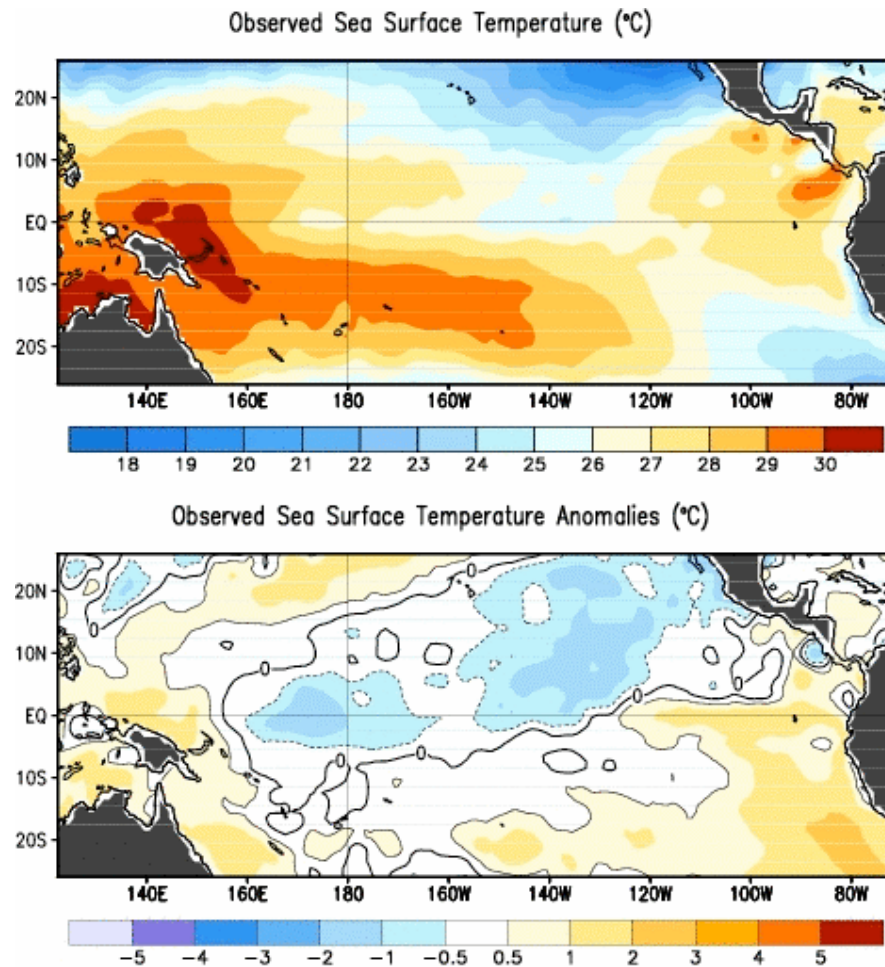 Observed Sea Surface Temperature (°C)
20N
10N
EQ
10S
20S
140E 160E 180 160W 140W 120W 100W 80W
18 19 20 21 22 23 24 25 26 27 28 29 30
Observed Sea Surface Temperature Anomalies (°C)
20N
10N
EQ
10S
20S
0 0 0 0 0 0 0
140E 160E 180 160W 140W 120W 100W 80W
-5 -4 -3 -2 -1 -0.5 0.5 1 2 3 4 5